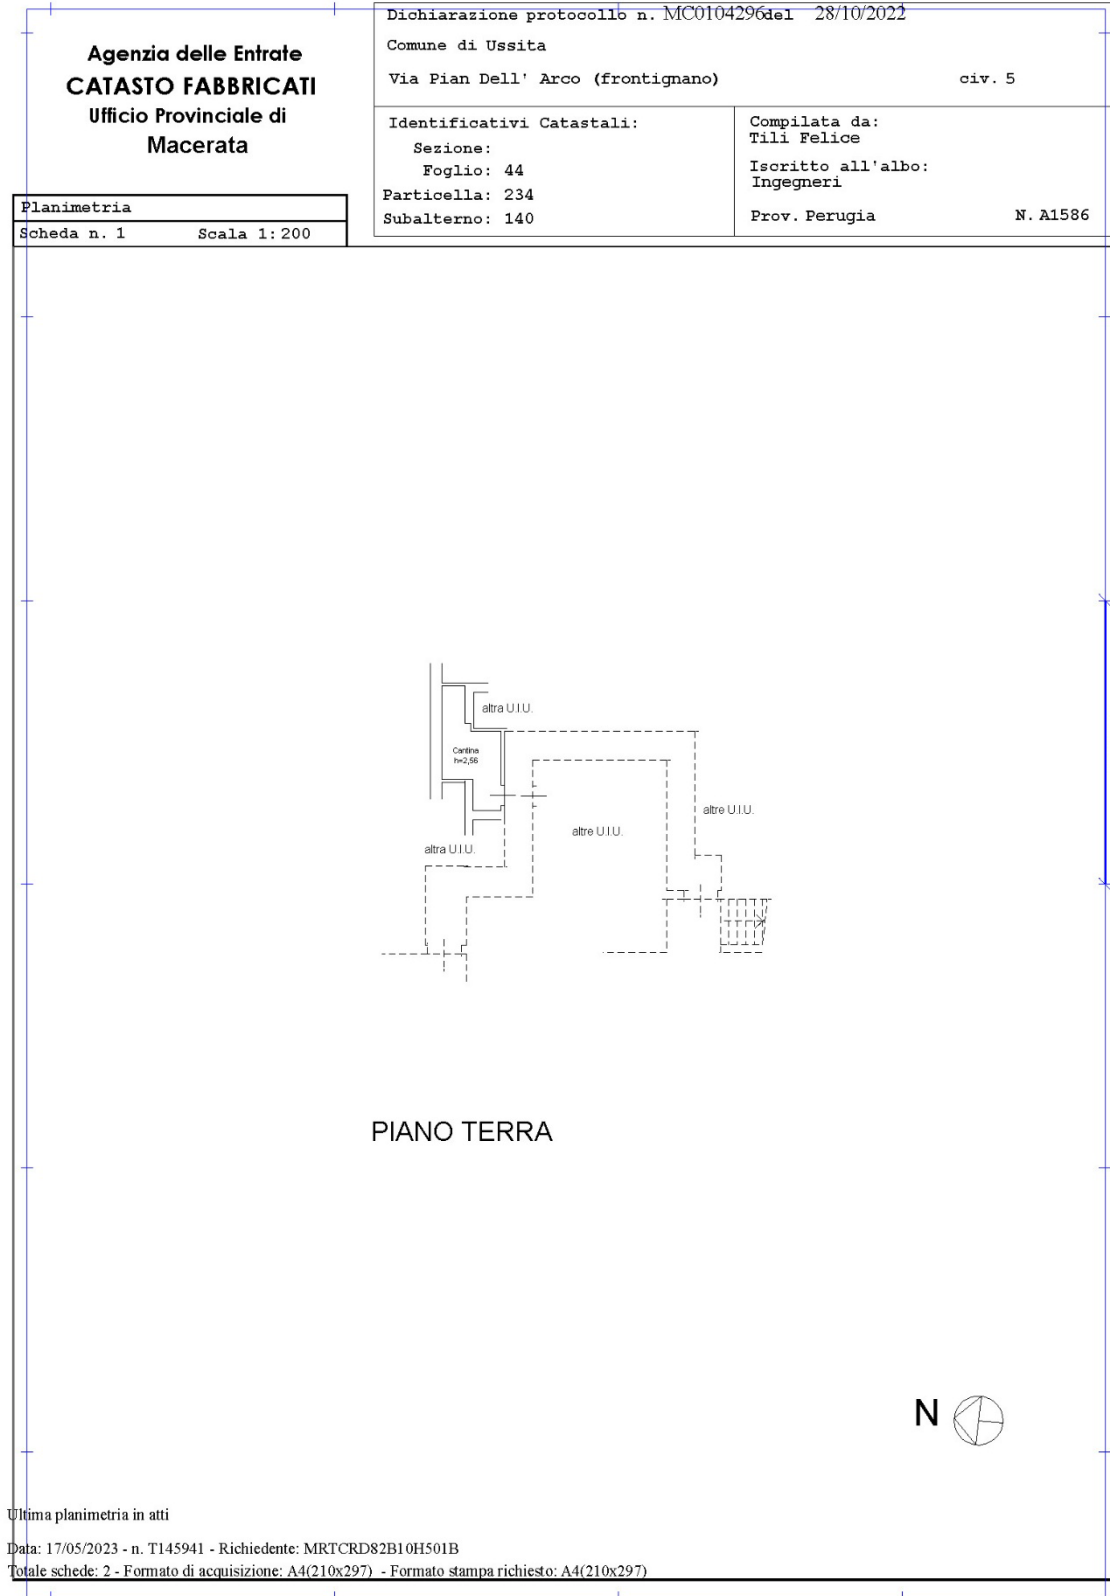 Agenzia delle Entrate
CATASTO FABBRICATI
Ufficio Provinciale di
Macerata
Dichiarazione protocollo n. MC0104296del 28/10/2022
Comune di Ussita
Via Pian Dell' Arco (frontignano) civ. 5
Identificativi Catastali:
Sezione:
Foglio: 44
Particella: 234
Subalterno: 140
Compilata da:
Tili Felice
Iscritto all'albo:
Ingegneri
Prov. Perugia N. A1586
Planimetria
Scheda n. 1 Scala 1:200
altra U.I.U.
Cantina
h=2,56
altre U.I.U.
altre U.I.U.
altra U.I.U.
PIANO TERRA
N
Ultima planimetria in atti
Data: 17/05/2023 - n. T145941 - Richiedente: MRTCRD82B10H501B
Totale schede: 2 - Formato di acquisizione: A4(210x297) - Formato stampa richiesto: A4(210x297)